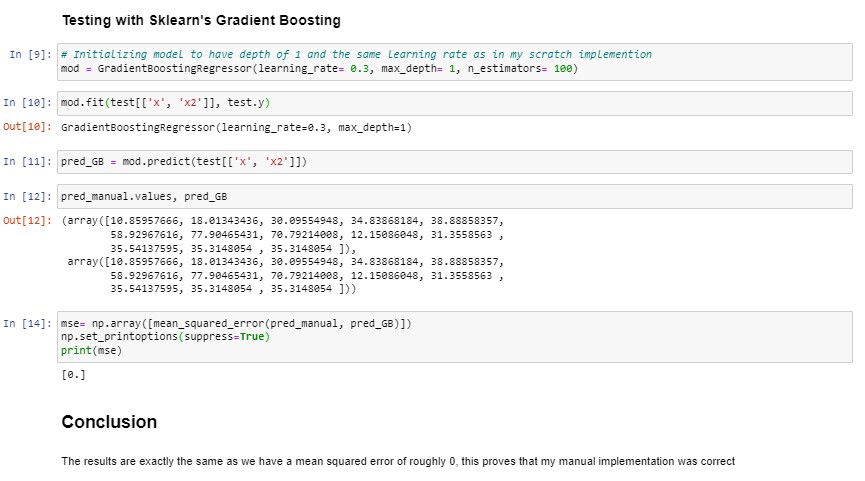 Testing with Sklearn's Gradient Boosting
In [9]: # Initializing model to have depth of 1 and the same learning rate as in my scratch implemention
mod = GradientBoostingRegressor(learning_rate= 0.3, max_depth= 1, n_estimators= 100)
In [10]: mod.fit(test[['x', 'x2']], test.y)
Out[10]: GradientBoostingRegressor(learning_rate=0.3, max_depth=1)
In [11]: pred_GB = mod.predict(test[['x', 'x2']])
In [12]: pred_manual.values, pred_GB
Out[12]: (array([10.85957666, 18.01343436, 30.09554948, 34.83868184, 38.88858357,
58.92967616, 77.90465431, 70.79214008, 12.15086048, 31.3558563 ,
35.54137595, 35.3148054 , 35.3148054 ]),
array([10.85957666, 18.01343436, 30.09554948, 34.83868184, 38.88858357,
58.92967616, 77.90465431, 70.79214008, 12.15086048, 31.3558563 ,
35.54137595, 35.3148054 , 35.3148054 ]))
In [14]: mse= np.array([mean_squared_error(pred_manual, pred_GB)])
np.set_printoptions(suppress=True)
print(mse)
[0.]
Conclusion
The results are exactly the same as we have a mean squared error of roughly 0, this proves that my manual implementation was correct